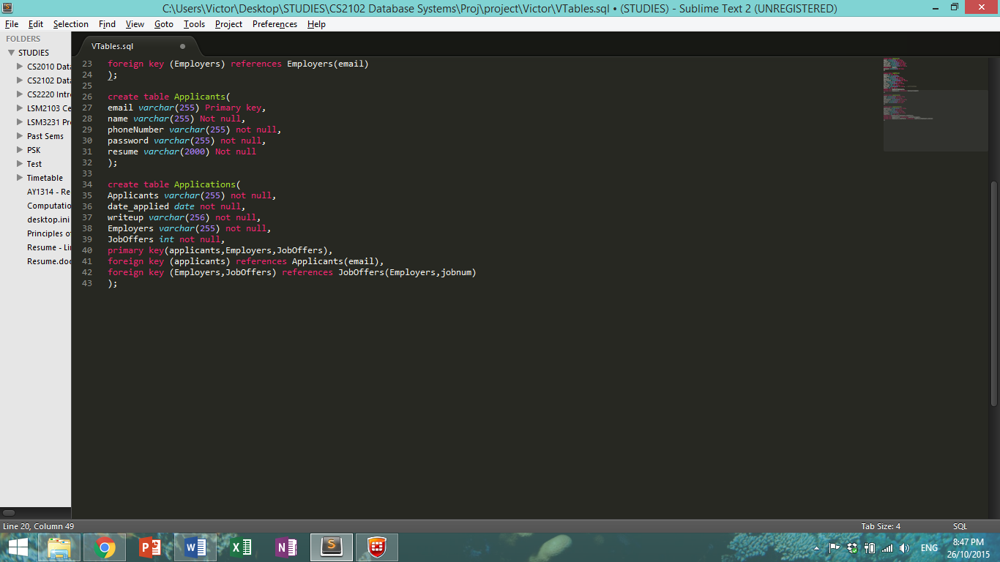 C:\Users\Victor\Desktop\STUDIES\CS2102 Database Systems\Proj\project\Victor\VTables.sql • (STUDIES) - Sublime Text 2 (UNREGISTERED)
File Edit Selection Find View Goto Tools Project Preferences Help
FOLDERS
STUDIES
CS2010 Data
CS2102 Data
CS2220 Intr
LSM2103 Ce
LSM3231 Pr
Past Sems
PSK
Test
Timetable
AY1314 - Re
Computatio
desktop.ini
Principles o
Resume - Li
Resume.doc
VTables.sql
23 foreign key (Employers) references Employers(email)
24 );
25
26 create table Applicants(
27 email varchar(255) Primary key,
28 name varchar(255) Not null,
29 phoneNumber varchar(255) not null,
30 password varchar(255) not null,
31 resume varchar(2000) Not null
32 );
33
34 create table Applications(
35 Applicants varchar(255) not null,
36 date_applied date not null,
37 writeup varchar(256) not null,
38 Employers varchar(255) not null,
39 JobOffers int not null,
40 primary key(applicants,Employers,JobOffers),
41 foreign key (applicants) references Applicants(email),
42 foreign key (Employers,JobOffers) references JobOffers(Employers,jobnum)
43 );
Line 20, Column 49
Tab Size: 4
SQL
ENG
8:47 PM
26/10/2015